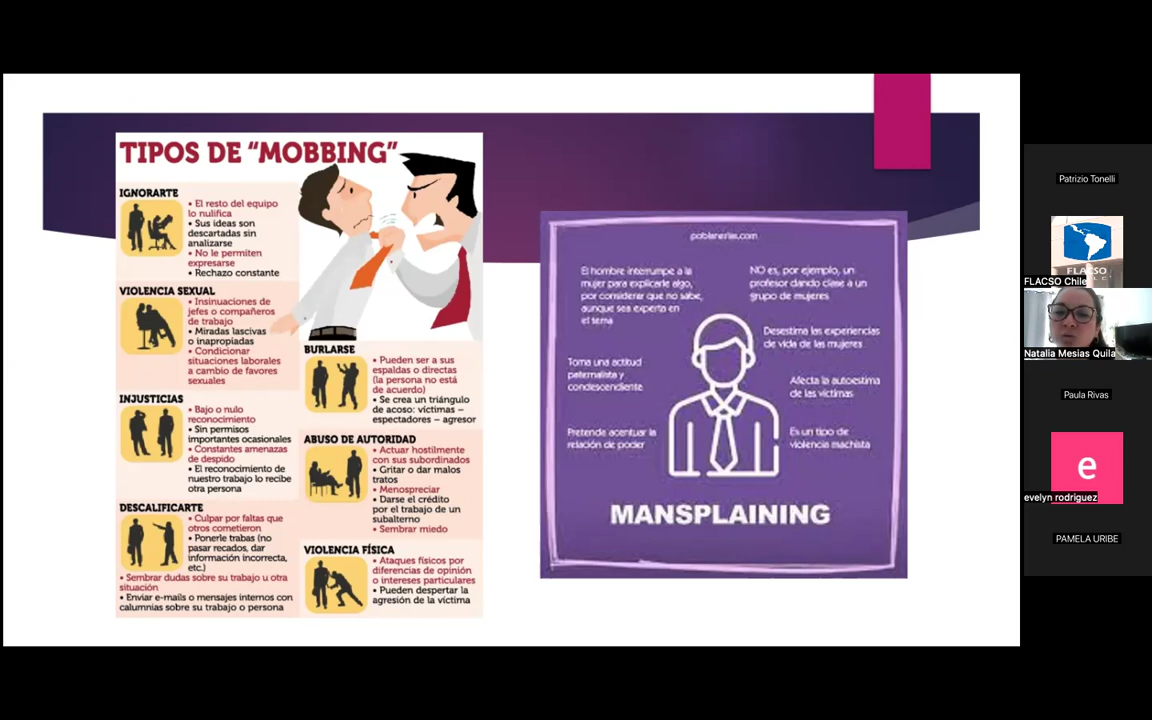 TIPOS DE “MOBBING”
IGNORARTE
• El resto del equipo
lo nulifica
• Sus ideas son
descartadas sin
analizarse
• No le permiten
expresarse
• Rechazo constante
VIOLENCIA SEXUAL
• Insinuaciones de
jefes o compañeros
de trabajo
• Miradas lascivas
o inapropiadas
• Condicionar
situaciones laborales
a cambio de favores
sexuales
INJUSTICIAS
• Bajo o nulo
reconocimiento
• Sin permisos
importantes ocasionales
• Constantes amenazas
de despido
• El reconocimiento de
nuestro trabajo lo recibe
otra persona
DESCALIFICARTE
• Culpar por faltas que
otros cometieron
• Ponerle trabas (no
pasar recados, dar
información incorrecta,
etc.)
• Sembrar dudas sobre su trabajo u otra
situación
• Enviar e-mails o mensajes internos con
calumnias sobre su trabajo o persona
BURLARSE
• Pueden ser a sus
espaldas o directas
(la persona no está
de acuerdo)
• Se crea un triángulo
de acoso: víctimas –
espectadores – agresor
ABUSO DE AUTORIDAD
• Actuar hostilmente
con sus subordinados
• Gritar o dar malos
tratos
• Menospreciar
• Darse el crédito
por el trabajo de un
subalterno
• Sembrar miedo
VIOLENCIA FÍSICA
• Ataques físicos por
diferencias de opinión
o intereses particulares
• Pueden despertar la
agresión de la víctima
poblanerias.com
El hombre interrumpe a la
mujer para explicarle algo,
por considerar que no sabe,
aunque sea experta en
el tema
Toma una actitud
paternalista y
condescendiente
Pretende acentuar la
relación de poder
NO es, por ejemplo, un
profesor dando clase a un
grupo de mujeres
Desestima las experiencias
de vida de las mujeres
Afecta la autoestima
de las víctimas
Es un tipo de
violencia machista
MANSPLAINING
Patrizio Tonelli
FLACSO
FLACSO Chile
Natalia Mesias Quila
Paula Rivas
e
evelyn rodriguez
PAMELA URIBE